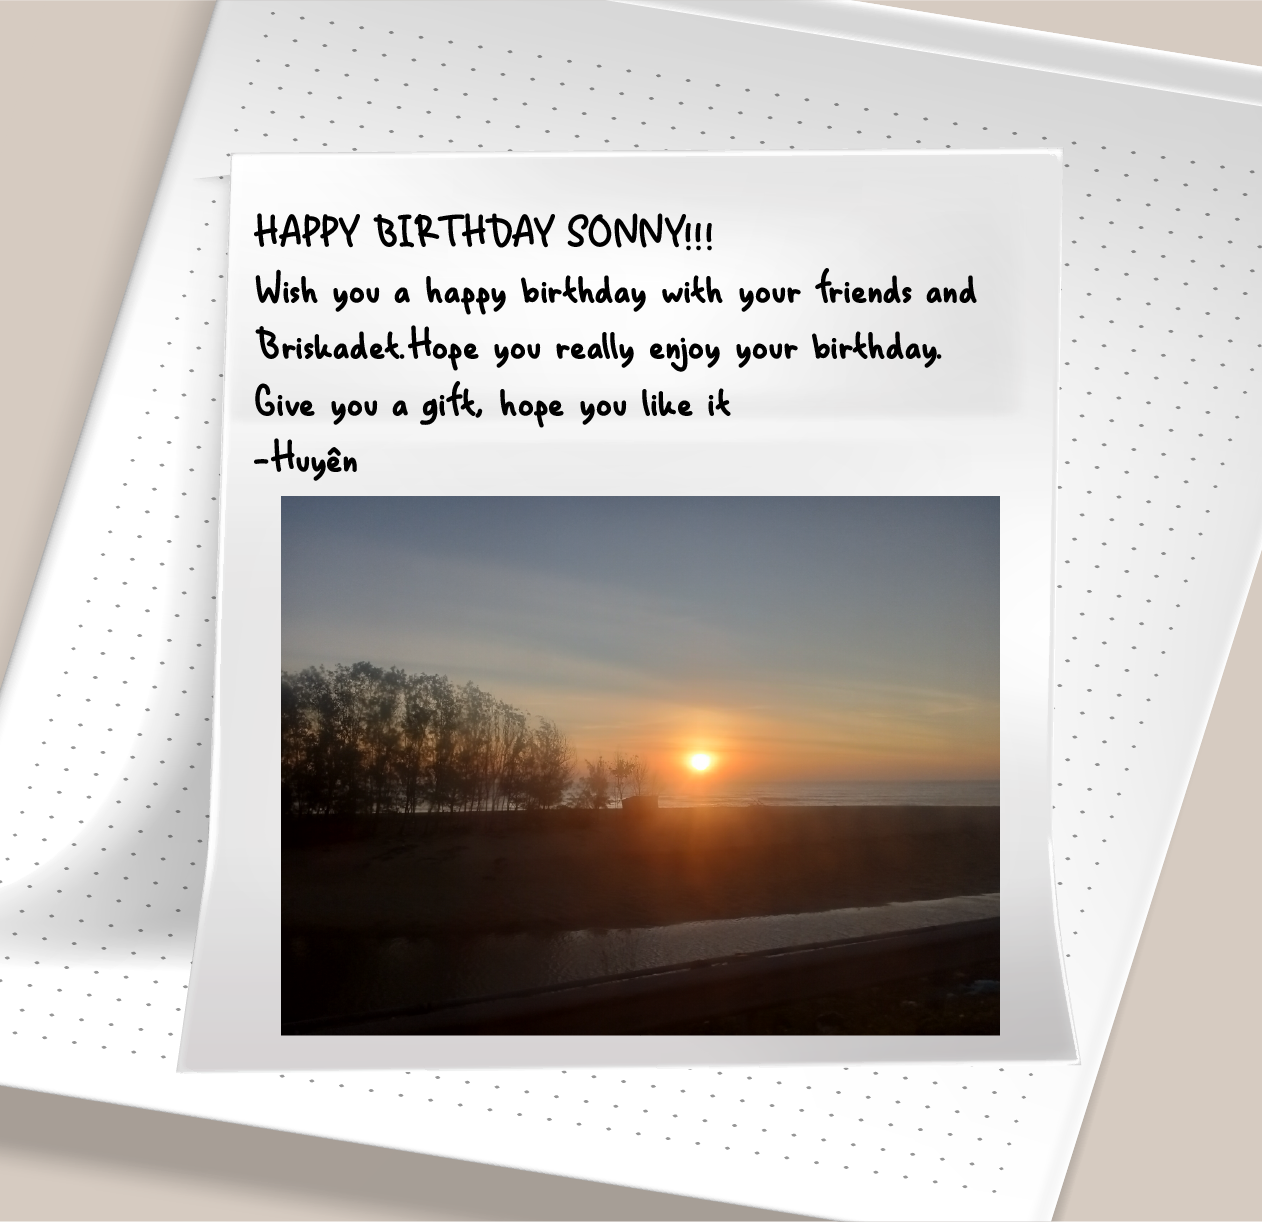 HAPPY BIRTHDAY SONNY!!!
Wish you a happy birthday with your friends and
Briskadet.Hope you really enjoy your birthday.
Give you a gift, hope you like it
-Huyên